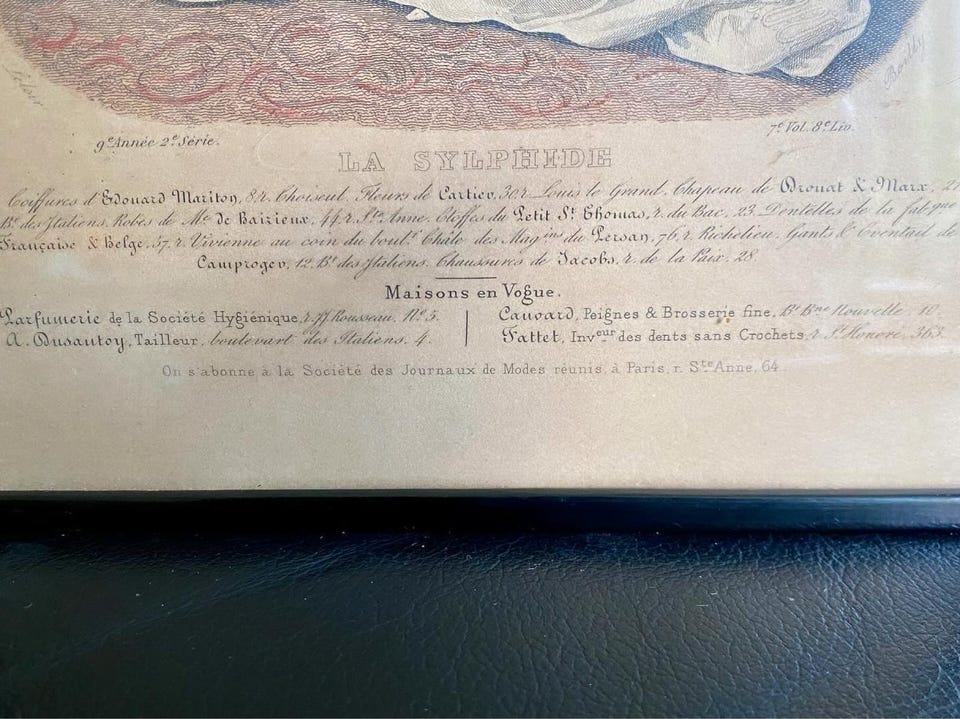 9e Année 2e Série.
7e Vol. 8e Liv.
LA SYLPHIDE
Coiffures d'Edouard Mariton, 8 r. Choiseul. Fleurs de Cartier, 30 r. Louis le Grand. Chapeau de Drouat & Marx, 21
Bt. des Italiens. Robes de Me de Bairieux, 44 r. Ste Anne. Etoffes du Petit St Thomas, r. du Bac, 23. Dentelles de la fabque
Française & Belge, 37, r. Vivienne au coin du boult. Châle des Magins du Persan, 76, r. Richelieu. Gants & Eventail de
Camproger, 12, Bt des Italiens. Chaussures de Jacobs, r. de la Paix, 28.
Maisons en Vogue.
Parfumerie de la Société Hygiénique, r. JJ. Rousseau, No. 5.
A. Dusautoy, Tailleur, boulevart des Italiens. 4.
Cauvard, Peignes & Brosserie fine, Bt Bne Nouvelle. 10.
Fattet, Inveur des dents sans Crochets, r. St Honoré, 363.
On s'abonne à la Société des Journaux de Modes réunis, à Paris, r. Ste Anne, 64.